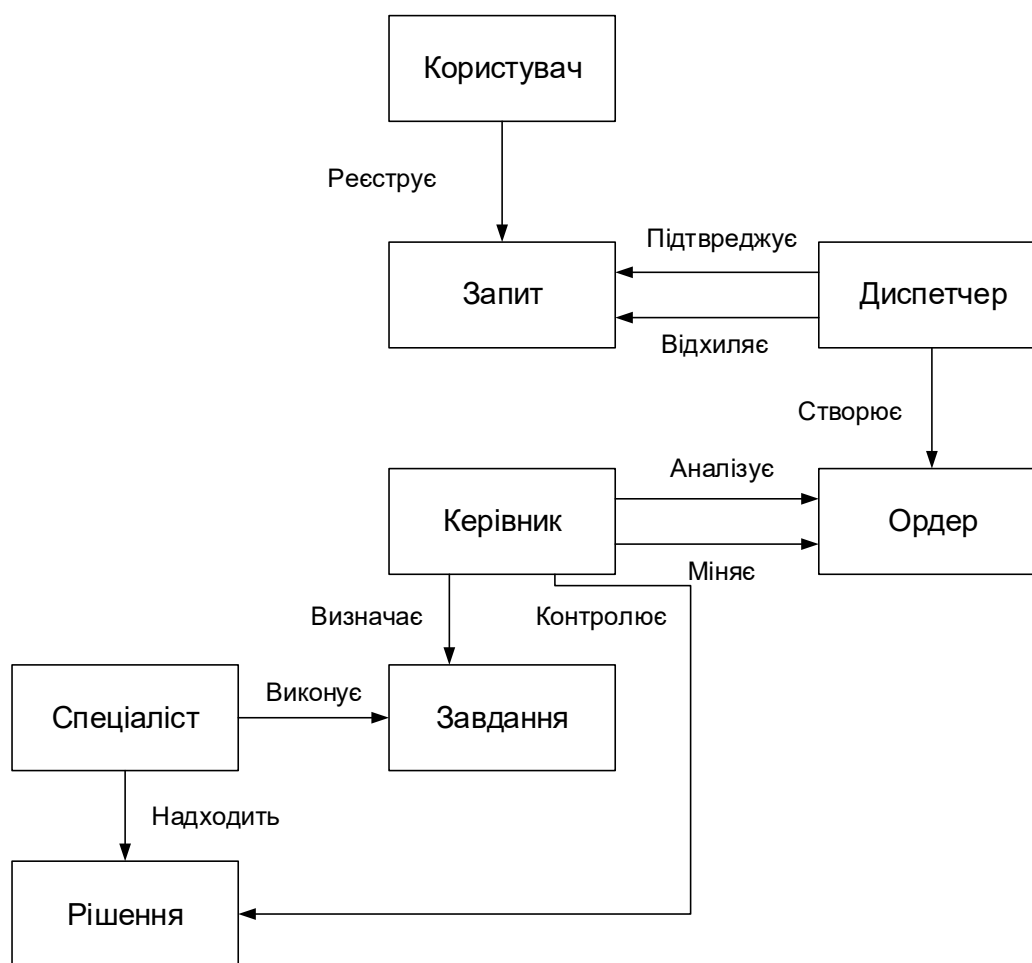 Користувач
Реєструє
Підтвреджує
Запит
Диспетчер
Відхиляє
Створює
Аналізує
Керівник
Ордер
Міняє
Визначає
Контролює
Виконує
Спеціаліст
Завдання
Надходить
Рішення